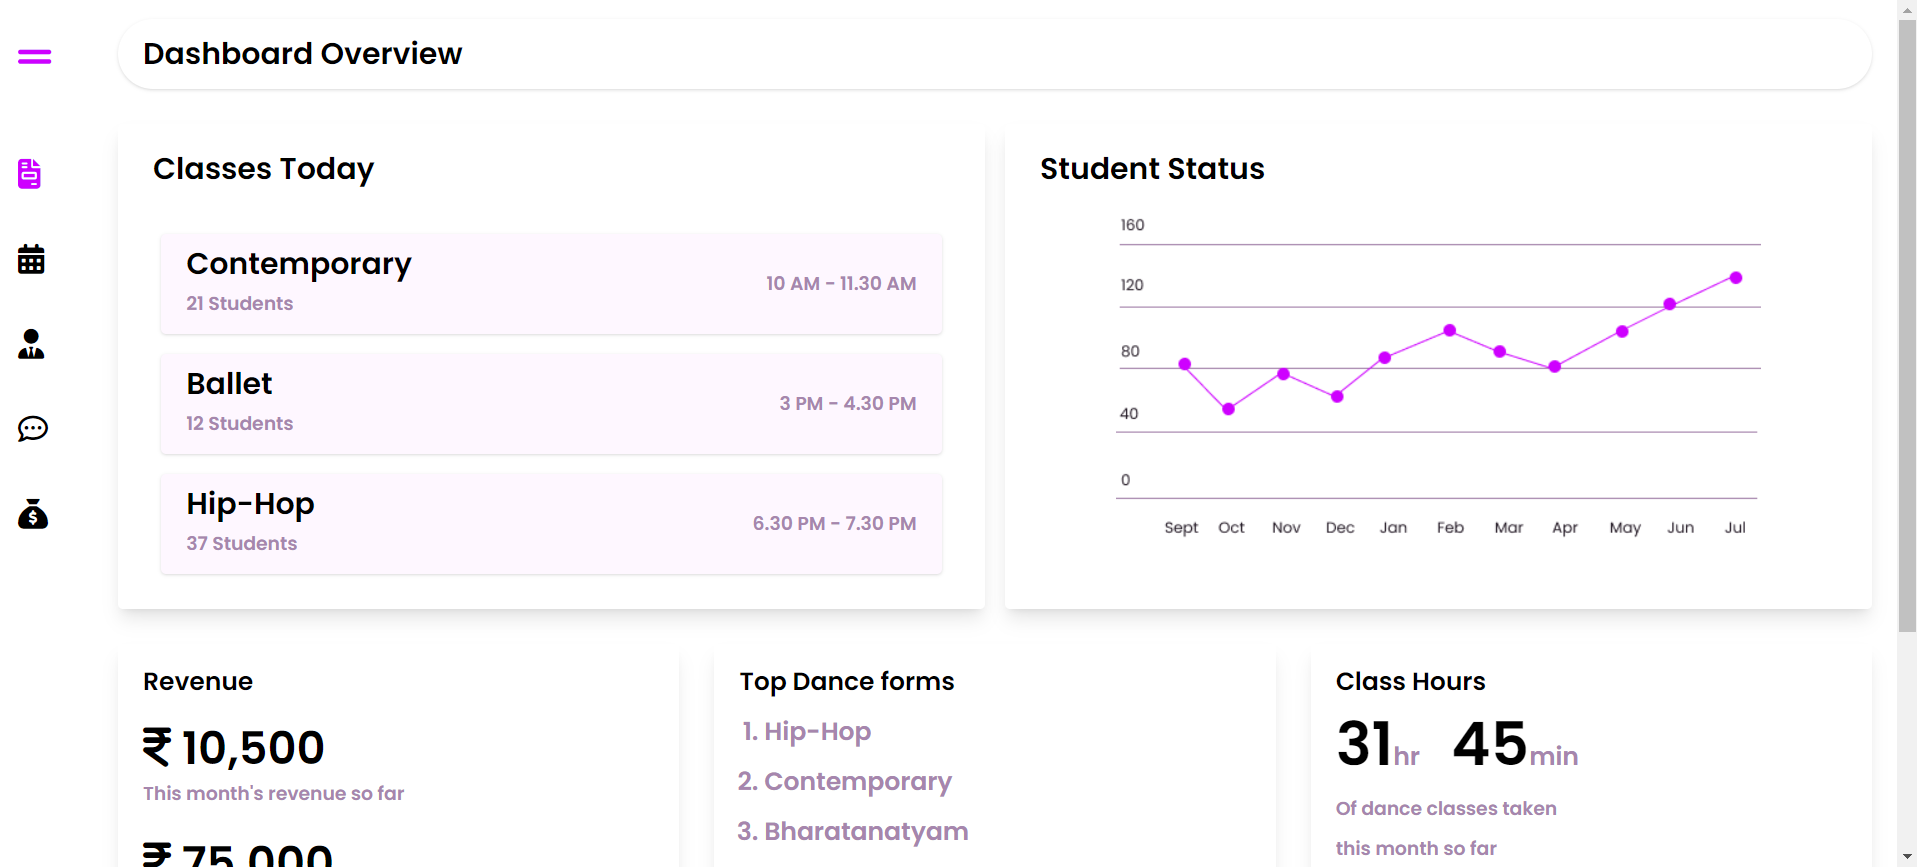 Dashboard Overview
Classes Today
Contemporary
21 Students
10 AM - 11.30 AM
Ballet
12 Students
3 PM - 4.30 PM
Hip-Hop
37 Students
6.30 PM - 7.30 PM
Student Status
160
120
80
40
0
Sept Oct Nov Dec Jan Feb Mar Apr May Jun Jul
Revenue
₹ 10,500
This month's revenue so far
₹ 75,000
Top Dance forms
1. Hip-Hop
2. Contemporary
3. Bharatanatyam
Class Hours
31hr 45min
Of dance classes taken
this month so far